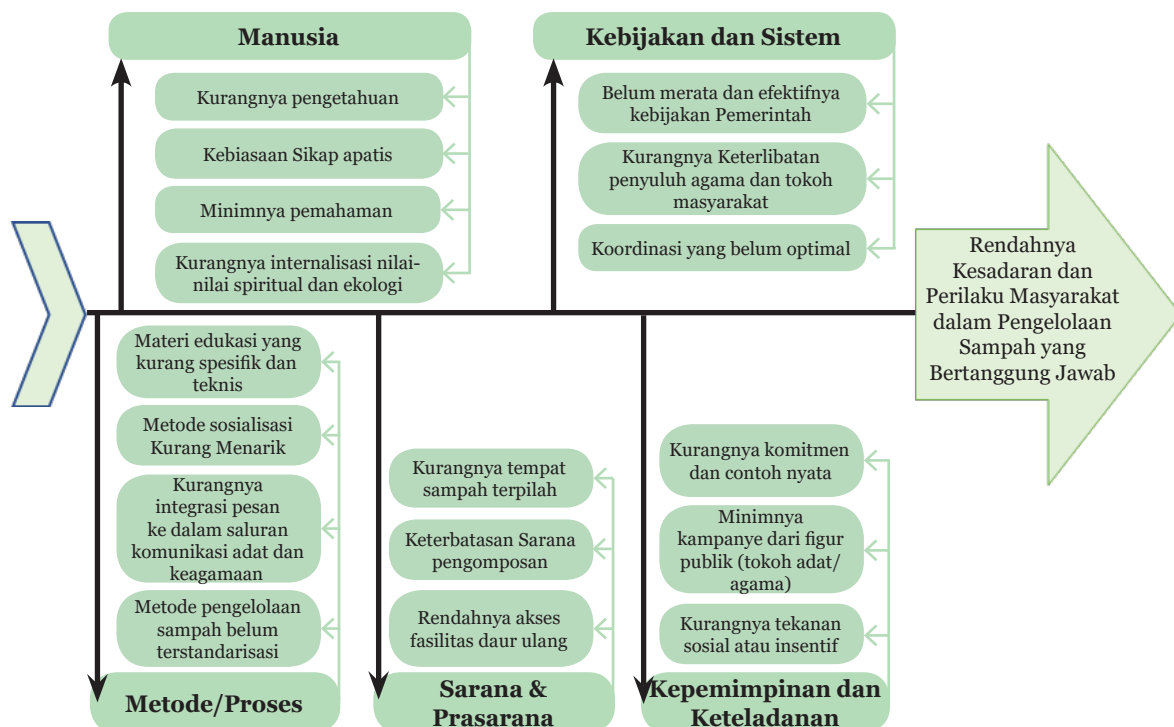 Manusia
Kurangnya pengetahuan
Kebiasaan Sikap apatis
Minimnya pemahaman
Kurangnya internalisasi nilai-
nilai spiritual dan ekologi
Kebijakan dan Sistem
Belum merata dan efektifnya
kebijakan Pemerintah
Kurangnya Keterlibatan
penyuluh agama dan tokoh
masyarakat
Koordinasi yang belum optimal
Rendahnya
Kesadaran dan
Perilaku Masyarakat
dalam Pengelolaan
Sampah yang
Bertanggung Jawab
Materi edukasi yang
kurang spesifik dan
teknis
Metode sosialisasi
Kurang Menarik
Kurangnya
integrasi pesan
ke dalam saluran
komunikasi adat dan
keagamaan
Metode pengelolaan
sampah belum
terstandarisasi
Metode/Proses
Kurangnya tempat
sampah terpilah
Keterbatasan Sarana
pengomposan
Rendahnya akses
fasilitas daur ulang
Sarana &
Prasarana
Kurangnya komitmen
dan contoh nyata
Minimnya
kampanye dari figur
publik (tokoh adat/
agama)
Kurangnya tekanan
sosial atau insentif
Kepemimpinan dan
Keteladanan